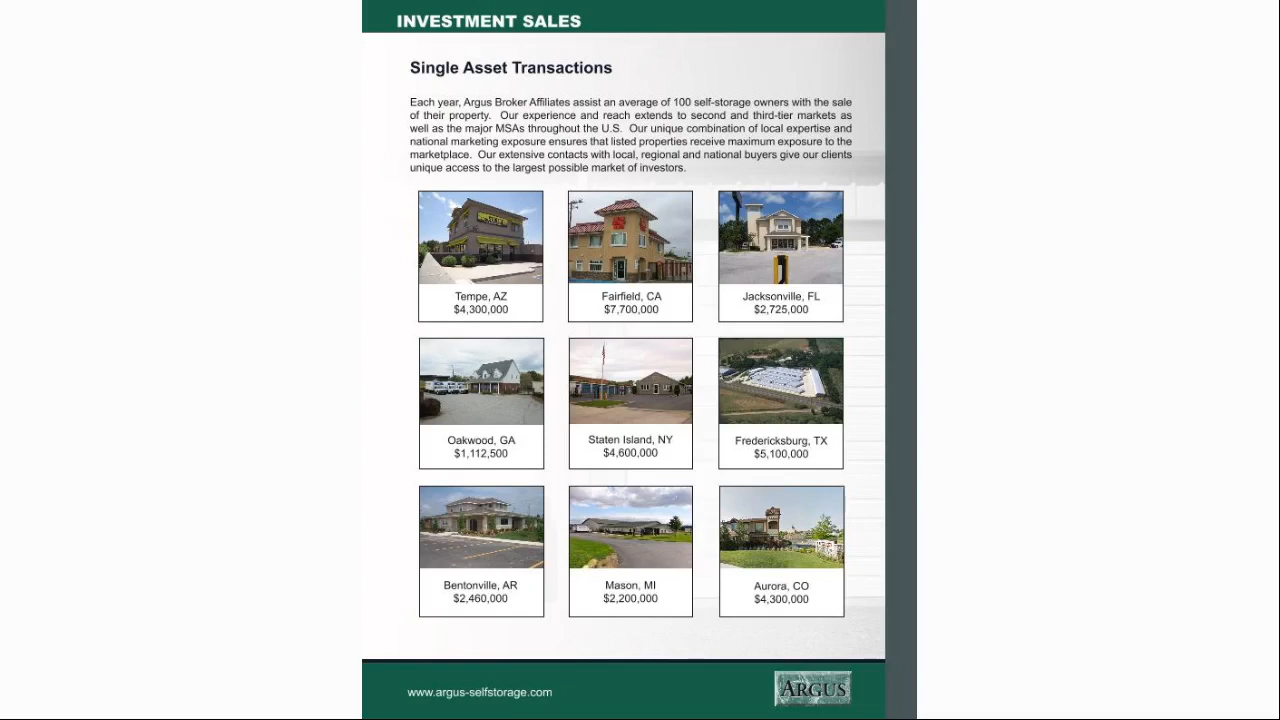 INVESTMENT SALES
Single Asset Transactions
Each year, Argus Broker Affiliates assist an average of 100 self-storage owners with the sale
of their property.  Our experience and reach extends to second and third-tier markets as
well as the major MSAs throughout the U.S.  Our unique combination of local expertise and
national marketing exposure ensures that listed properties receive maximum exposure to the
marketplace.  Our extensive contacts with local, regional and national buyers give our clients
unique access to the largest possible market of investors.
Tempe, AZ
$4,300,000
Fairfield, CA
$7,700,000
Jacksonville, FL
$2,725,000
Oakwood, GA
$1,112,500
Staten Island, NY
$4,600,000
Fredericksburg, TX
$5,100,000
Bentonville, AR
$2,460,000
Mason, MI
$2,200,000
Aurora, CO
$4,300,000
www.argus-selfstorage.com
ARGUS